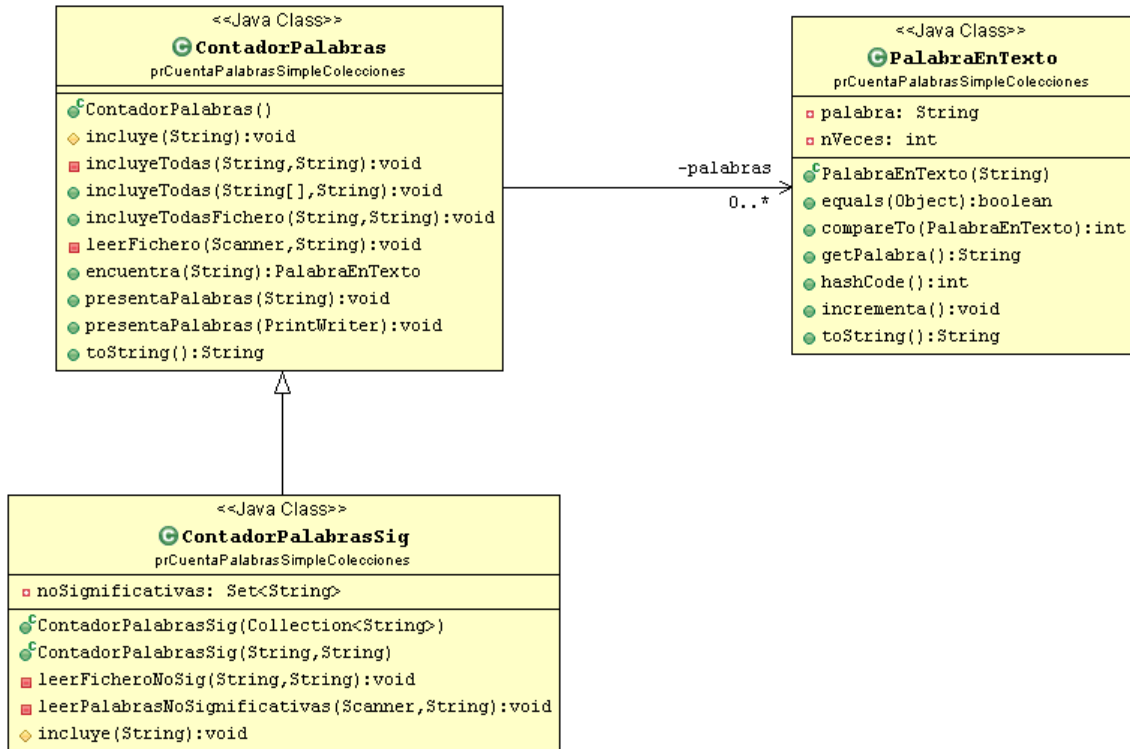 <<Java Class>>
ContadorPalabras
prCuentaPalabrasSimpleColecciones
ContadorPalabras()
incluye(String):void
incluyeTodas(String,String):void
incluyeTodas(String[],String):void
incluyeTodasFichero(String,String):void
leerFichero(Scanner,String):void
encuentra(String):PalabraEnTexto
presentaPalabras(String):void
presentaPalabras(PrintWriter):void
toString():String
-palabras
0..*
<<Java Class>>
PalabraEnTexto
prCuentaPalabrasSimpleColecciones
palabra: String
nVeces: int
PalabraEnTexto(String)
equals(Object):boolean
compareTo(PalabraEnTexto):int
getPalabra():String
hashCode():int
incrementa():void
toString():String
<<Java Class>>
ContadorPalabrasSig
prCuentaPalabrasSimpleColecciones
noSignificativas: Set<String>
ContadorPalabrasSig(Collection<String>)
ContadorPalabrasSig(String,String)
leerFicheroNoSig(String,String):void
leerPalabrasNoSignificativas(Scanner,String):void
incluye(String):void